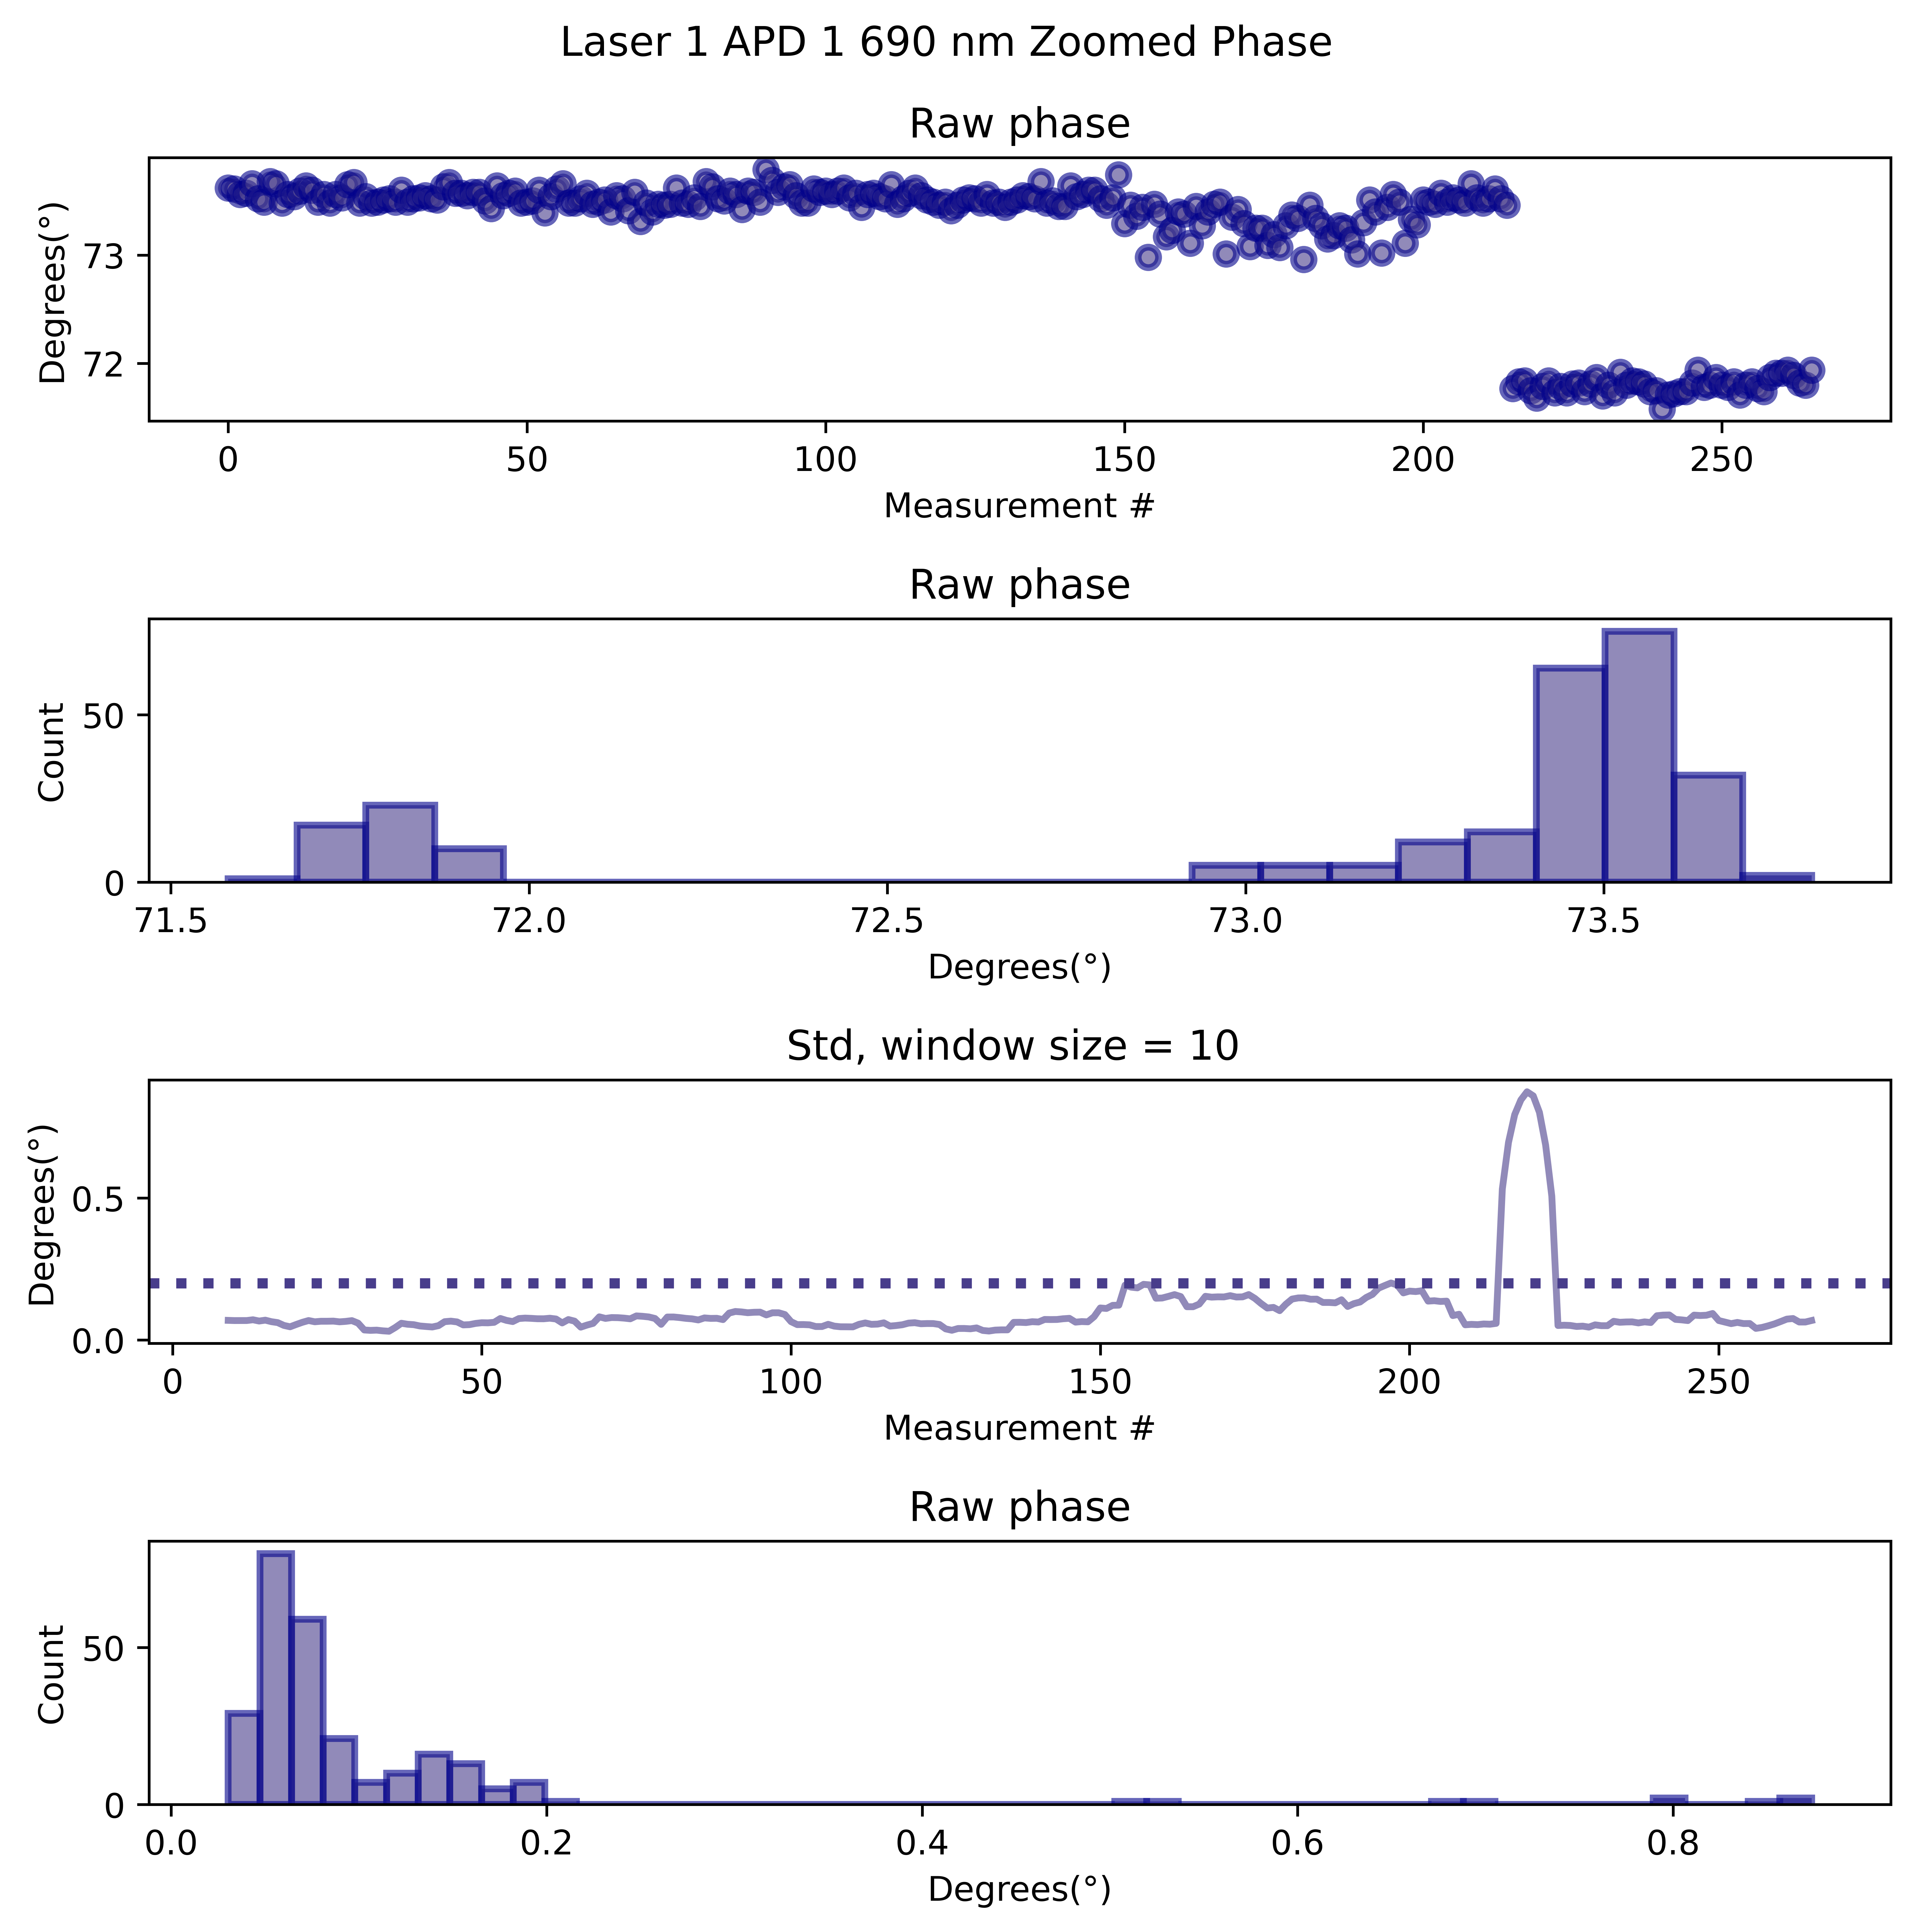 Laser 1 APD 1 690 nm Zoomed Phase
Raw phase
Degrees(°)
73
72
0 50 100 150 200 250
Measurement #
Raw phase
Count
50
0
71.5 72.0 72.5 73.0 73.5
Degrees(°)
Std, window size = 10
Degrees(°)
0.5
0.0
0 50 100 150 200 250
Measurement #
Raw phase
Count
50
0
0.0 0.2 0.4 0.6 0.8
Degrees(°)